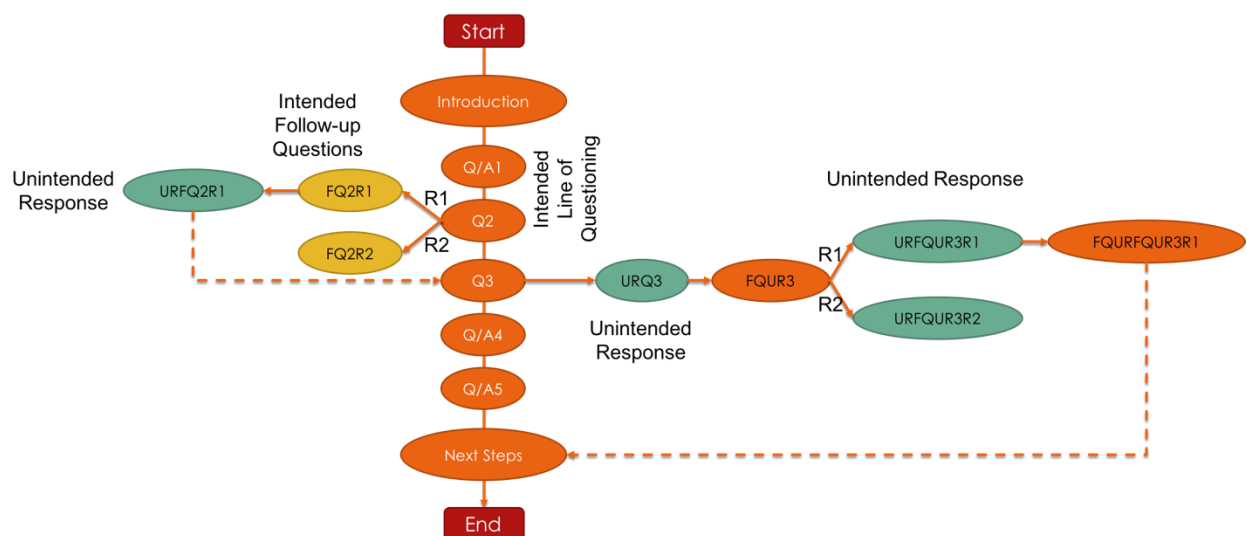 Start
Introduction
Intended
Follow-up
Questions
Q/A1
Intended
Line of
Questioning
Unintended
Response
URFQ2R1
FQ2R1
R1
Q2
R2
FQ2R2
Q3
URQ3
FQUR3
Unintended
Response
Unintended Response
R1
URFQUR3R1
FQURFQUR3R1
R2
URFQUR3R2
Q/A4
Q/A5
Next Steps
End